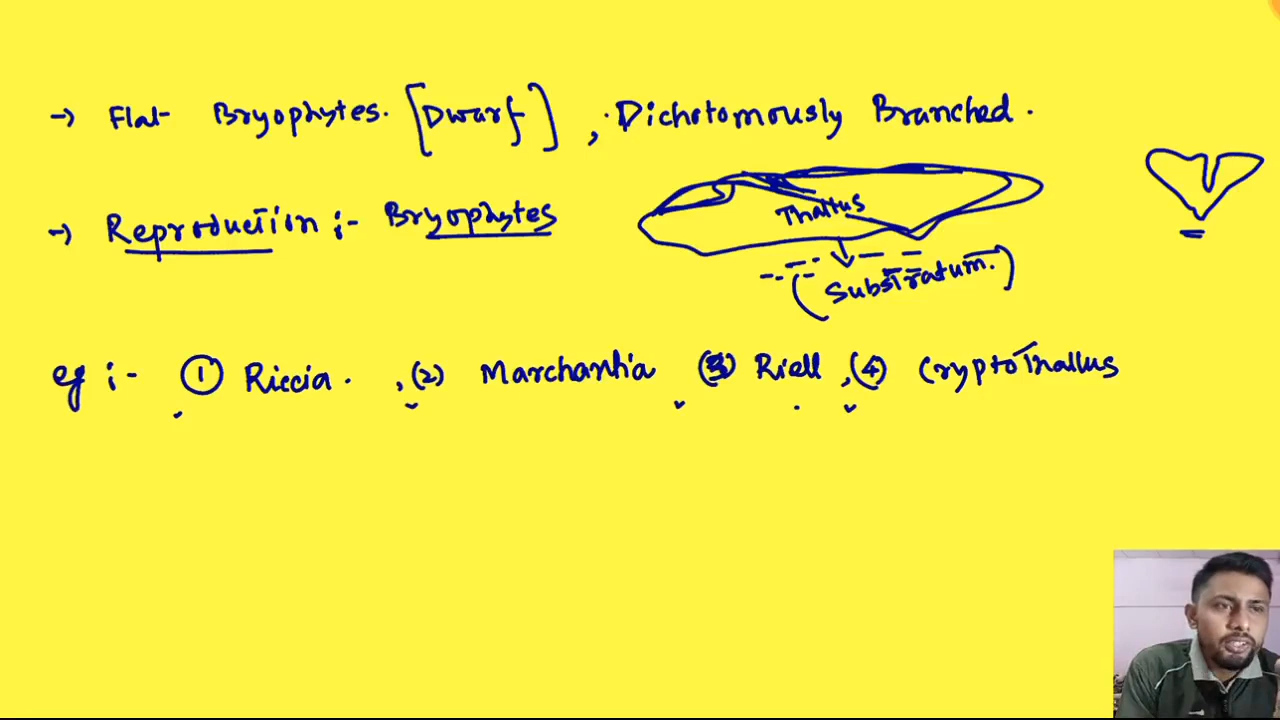 → Flat Bryophytes. [Dwarf], Dichotomously Branched.
→ Reproduction :- Bryophytes
Thallus
(Substratum.)
eg :- ① Riccia. , (2) Marchantia (3) Riell , (4) CryptoThallus